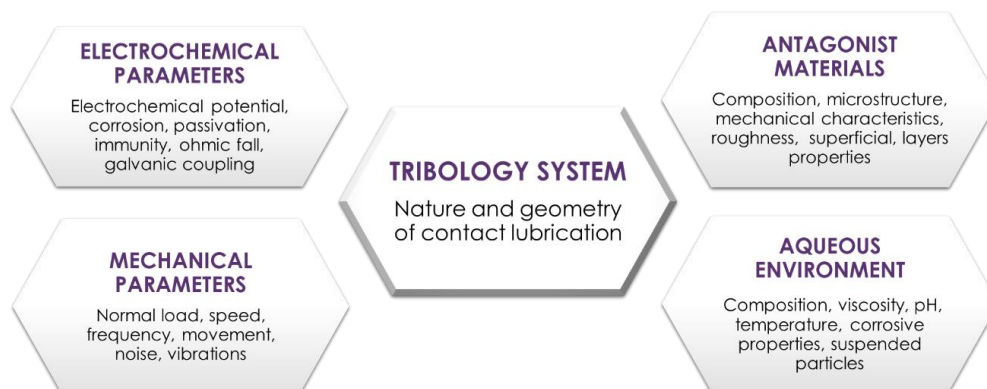 ELECTROCHEMICAL
PARAMETERS
Electrochemical potential,
corrosion, passivation,
immunity, ohmic fall,
galvanic coupling
MECHANICAL
PARAMETERS
Normal load, speed,
frequency, movement,
noise, vibrations
TRIBOLOGY SYSTEM
Nature and geometry
of contact lubrication
ANTAGONIST
MATERIALS
Composition, microstructure,
mechanical characteristics,
roughness, superficial, layers
properties
AQUEOUS
ENVIRONMENT
Composition, viscosity, pH,
temperature, corrosive
properties, suspended
particles